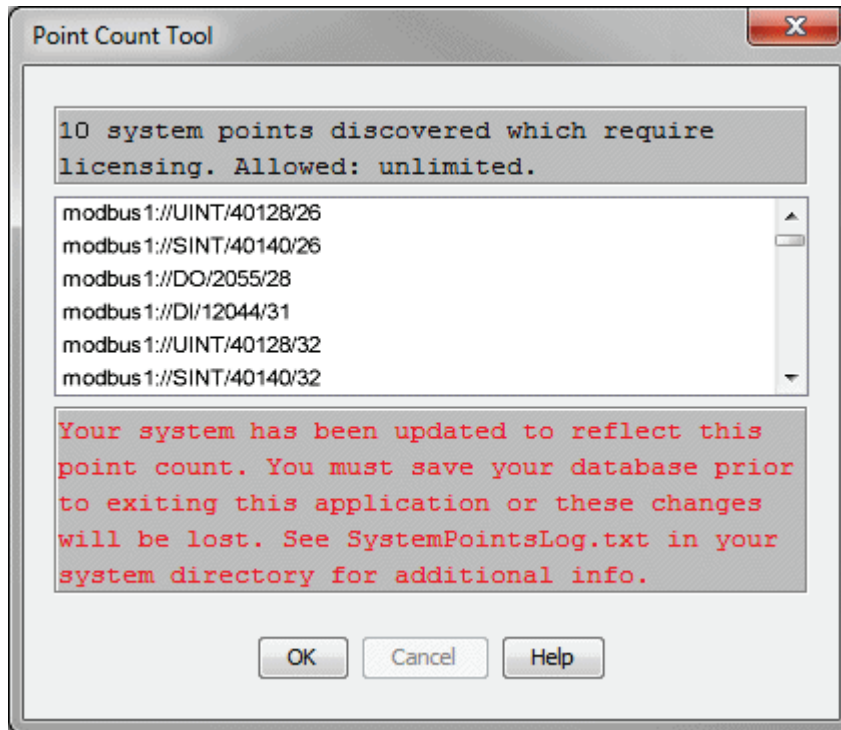 Point Count Tool
10 system points discovered which require
licensing. Allowed: unlimited.
modbus1://UINT/40128/26
modbus1://SINT/40140/26
modbus1://DO/2055/28
modbus1://DI/12044/31
modbus1://UINT/40128/32
modbus1://SINT/40140/32
Your system has been updated to reflect this
point count. You must save your database prior
to exiting this application or these changes
will be lost. See SystemPointsLog.txt in your
system directory for additional info.
OK Cancel Help